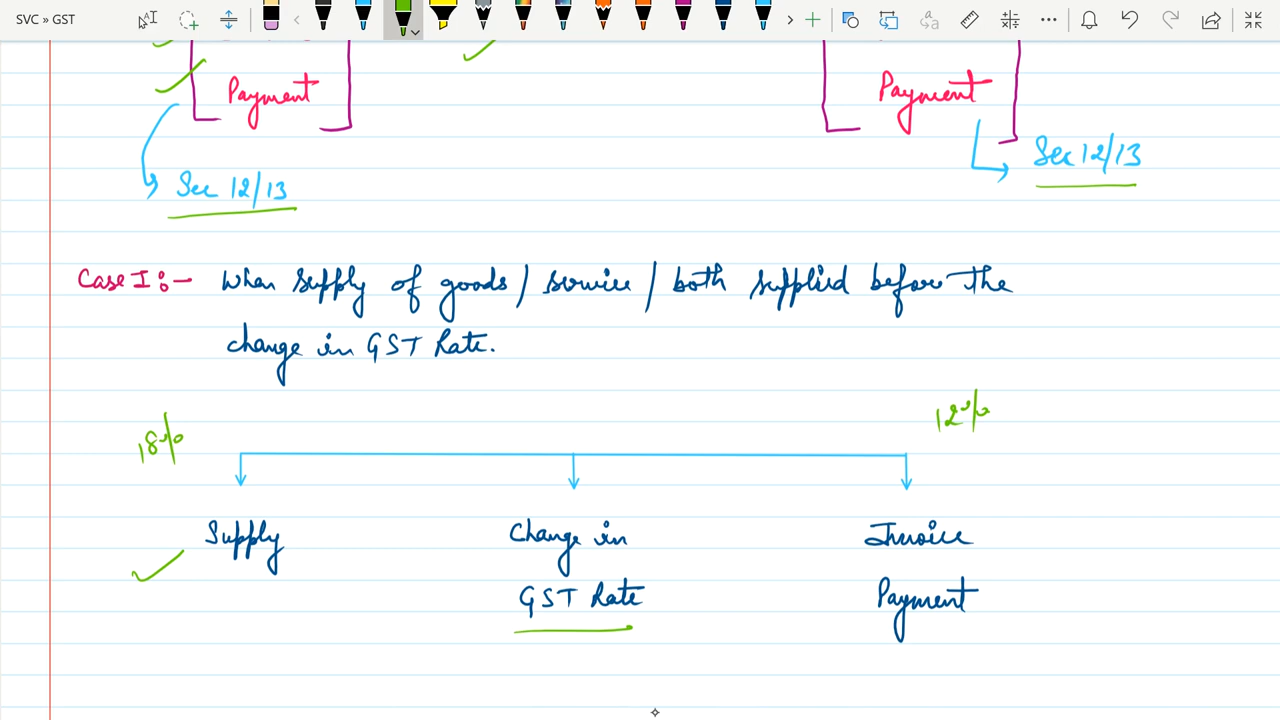 SVC » GST
Payment
Payment
Sec 12/13
Sec 12/13
Case I :- When supply of goods / service / both supplied before the
change in GST Rate.
18%
12%
Supply
Change in
GST Rate
Invoice
Payment